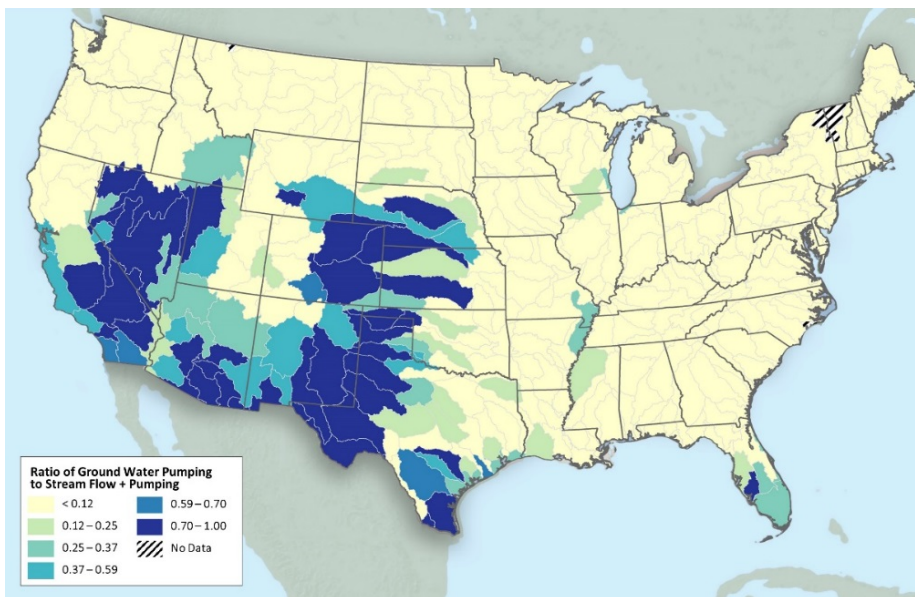 Ratio of Ground Water Pumping
to Stream Flow + Pumping
< 0.12
0.12 – 0.25
0.25 – 0.37
0.37 – 0.59
0.59 – 0.70
0.70 – 1.00
No Data